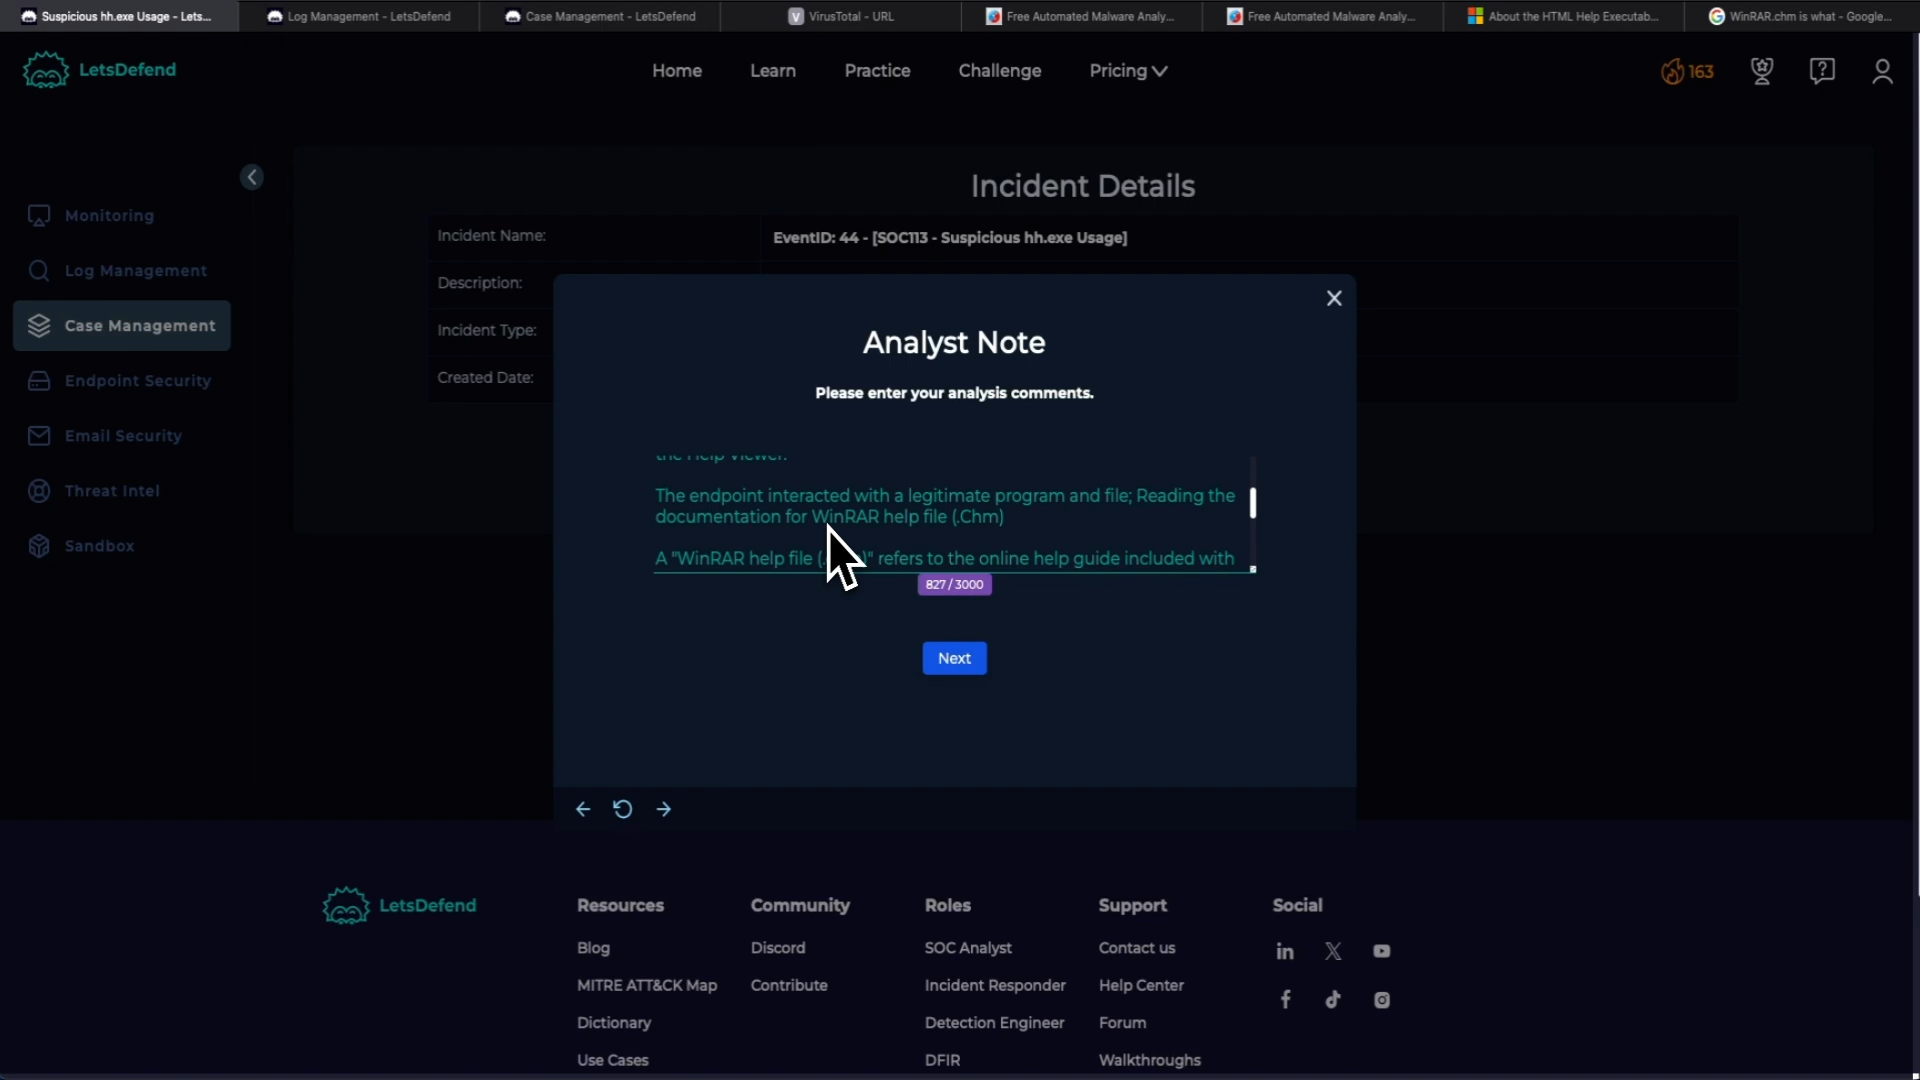 Suspicious hh.exe Usage - Lets...
Log Management - LetsDefend
Case Management - LetsDefend
VirusTotal - URL
Free Automated Malware Analy...
Free Automated Malware Analy...
About the HTML Help Executab...
WinRAR.chm is what - Google...
LetsDefend
Home
Learn
Practice
Challenge
Pricing
163
Monitoring
Log Management
Case Management
Endpoint Security
Email Security
Threat Intel
Sandbox
Incident Details
Incident Name:
EventID: 44 - [SOC113 - Suspicious hh.exe Usage]
Description:
Incident Type:
Created Date:
Analyst Note
Please enter your analysis comments.
the Help Viewer.
The endpoint interacted with a legitimate program and file; Reading the
documentation for WinRAR help file (.Chm)
A "WinRAR help file (. )" refers to the online help guide included with
827 / 3000
Next
LetsDefend
Resources
Blog
MITRE ATT&CK Map
Dictionary
Use Cases
Community
Discord
Contribute
Roles
SOC Analyst
Incident Responder
Detection Engineer
DFIR
Support
Contact us
Help Center
Forum
Walkthroughs
Social